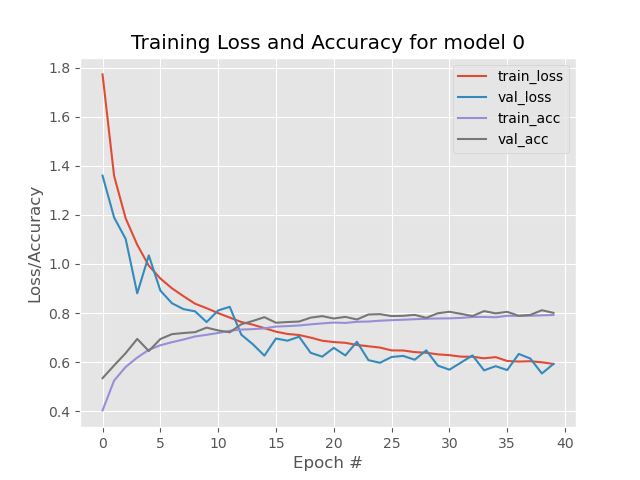 Training Loss and Accuracy for model 0
train_loss
val_loss
train_acc
val_acc
1.8
1.6
1.4
1.2
1.0
0.8
0.6
0.4
Loss/Accuracy
0 5 10 15 20 25 30 35 40
Epoch #